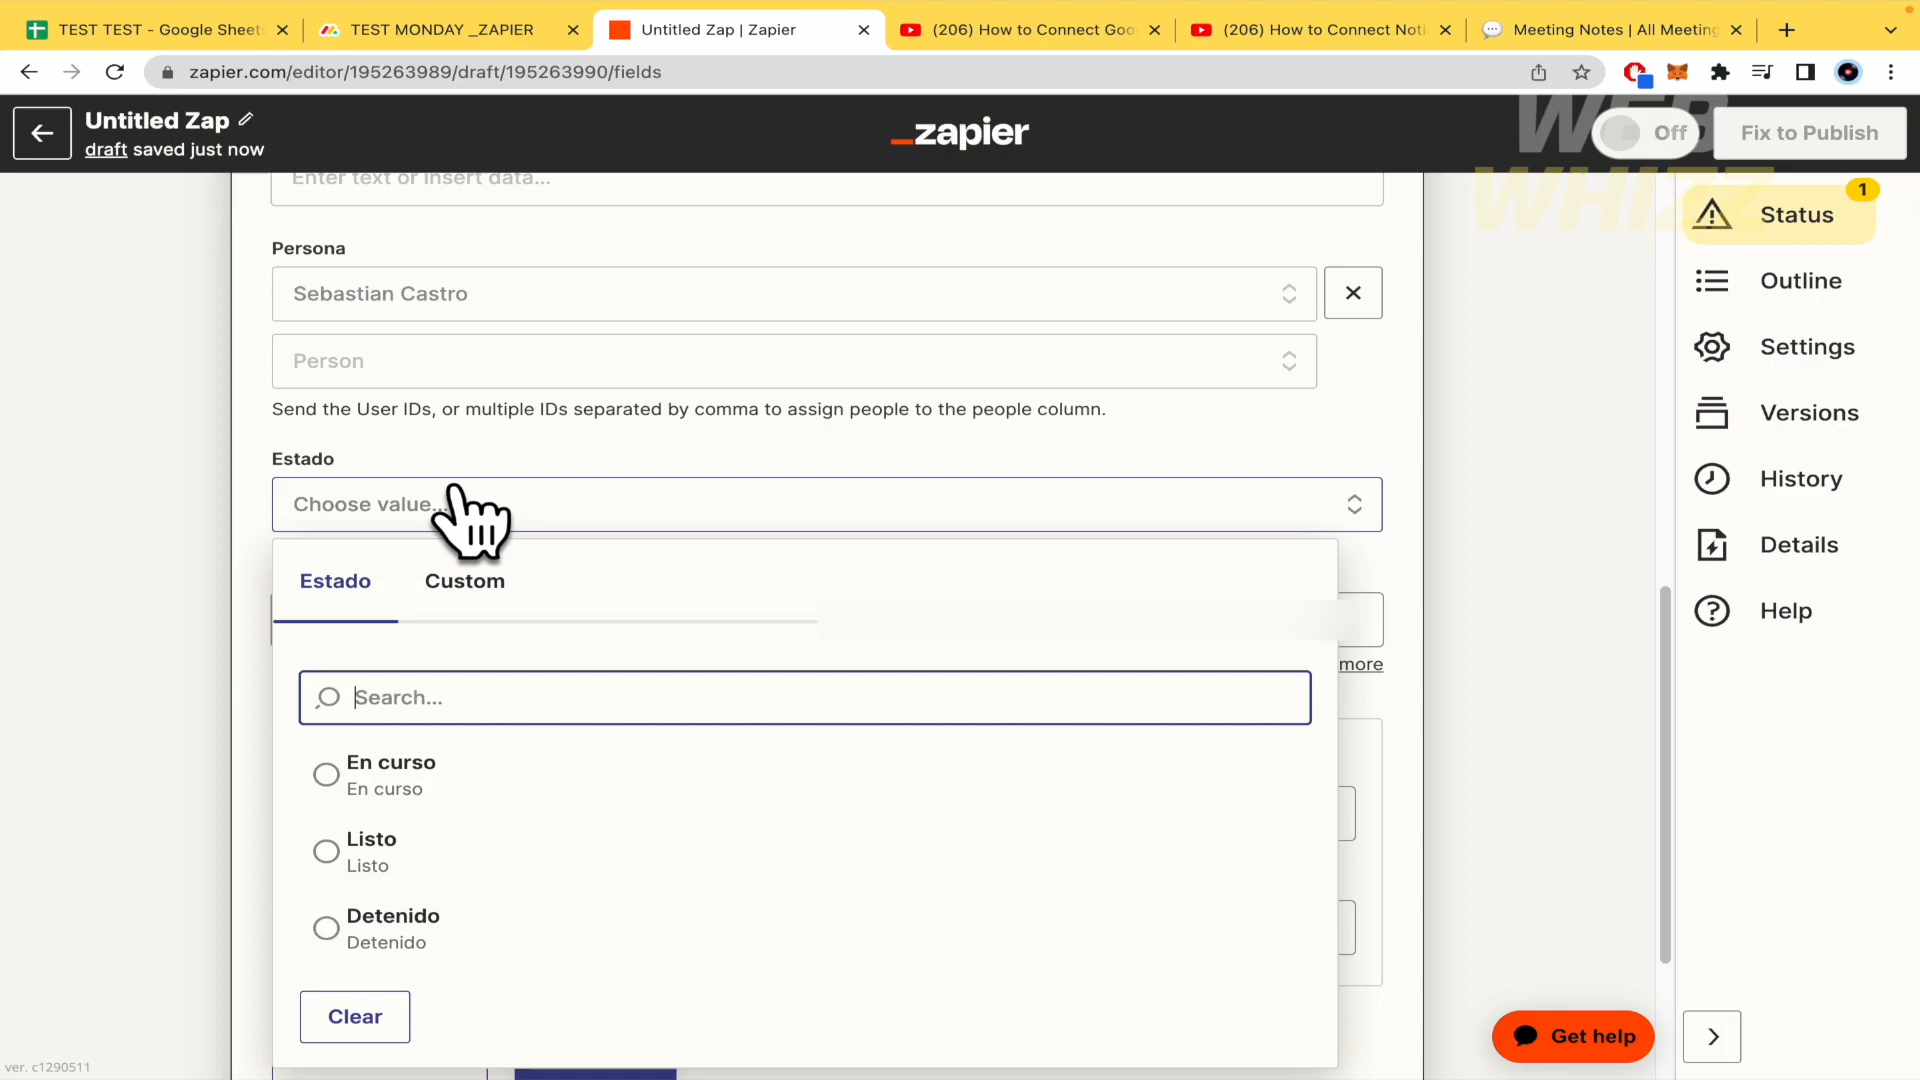 TEST TEST - Google Sheets
TEST MONDAY _ZAPIER
Untitled Zap | Zapier
(206) How to Connect Goo
(206) How to Connect Noti
Meeting Notes | All Meeting
zapier.com/editor/195263989/draft/195263990/fields
Untitled Zap
draft saved just now
_zapier
WEB
WHIZZ
Off
Fix to Publish
Enter text or insert data...
Persona
Sebastian Castro
Person
Send the User IDs, or multiple IDs separated by comma to assign people to the people column.
Estado
Choose value...
Estado
Custom
more
Search...
En curso
En curso
Listo
Listo
Detenido
Detenido
Clear
1
Status
Outline
Settings
Versions
History
Details
Help
Get help
ver. c1290511